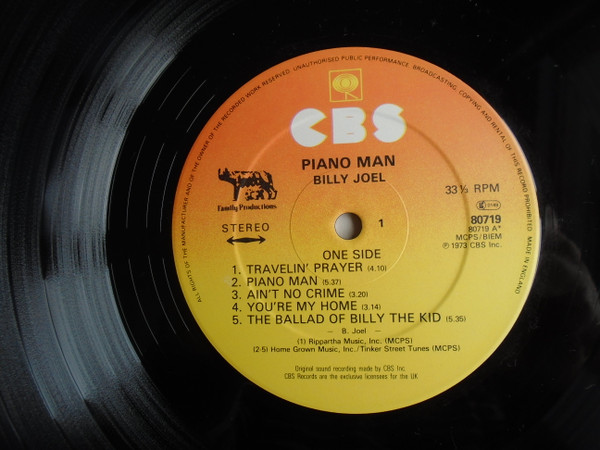 ALL RIGHTS OF THE MANUFACTURER AND OF THE OWNER OF THE RECORDED WORK RESERVED. UNAUTHORISED PUBLIC PERFORMANCE, BROADCASTING, COPYING AND RENTAL OF THIS RECORD PROHIBITED. MADE IN ENGLAND
CBS
PIANO MAN
BILLY JOEL
33⅓ RPM
Family Productions
STEREO
1
80719
80719 A*
MCPS/BIEM
℗ 1973 CBS Inc.
ONE SIDE
1. TRAVELIN' PRAYER (4.10)
2. PIANO MAN (5.37)
3. AIN'T NO CRIME (3.20)
4. YOU'RE MY HOME (3.14)
5. THE BALLAD OF BILLY THE KID (5.35)
– B. Joel –
(1) Rippartha Music, Inc. (MCPS)
(2-5) Home Grown Music, Inc./Tinker Street Tunes (MCPS)
Original sound recording made by CBS Inc
CBS Records are the exclusive licensees for the UK